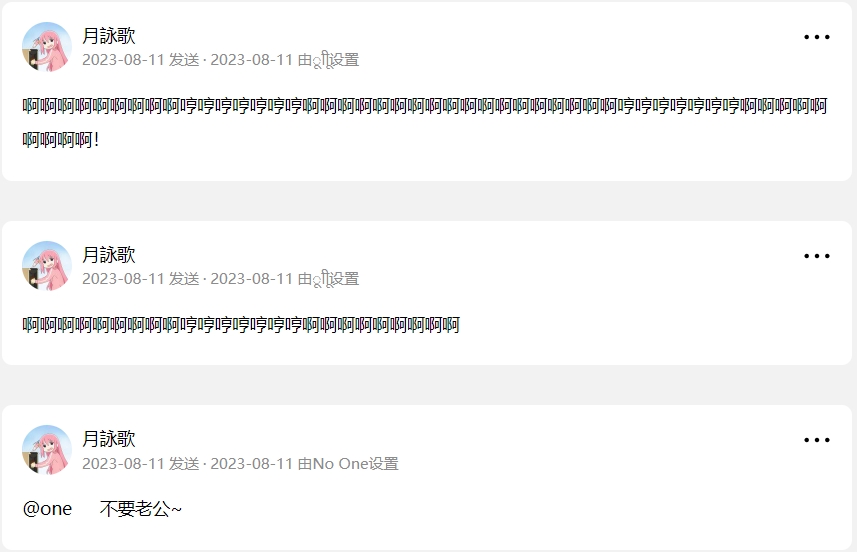 月詠歌
2023-08-11 发送 · 2023-08-11 由设置
啊啊啊啊啊啊啊啊啊哼哼哼哼哼哼哼啊啊啊啊啊啊啊啊啊啊啊啊啊啊啊啊啊啊哼哼哼哼哼哼哼啊啊啊啊啊
啊啊啊啊！
月詠歌
2023-08-11 发送 · 2023-08-11 由设置
啊啊啊啊啊啊啊啊啊哼哼哼哼哼哼哼啊啊啊啊啊啊啊啊啊
月詠歌
2023-08-11 发送 · 2023-08-11 由No One设置
@one 不要老公~